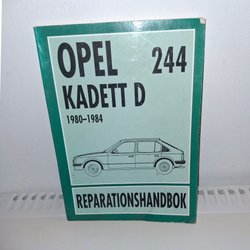 OPEL 244
KADETT D
1980-1984
REPARATIONSHANDBOK